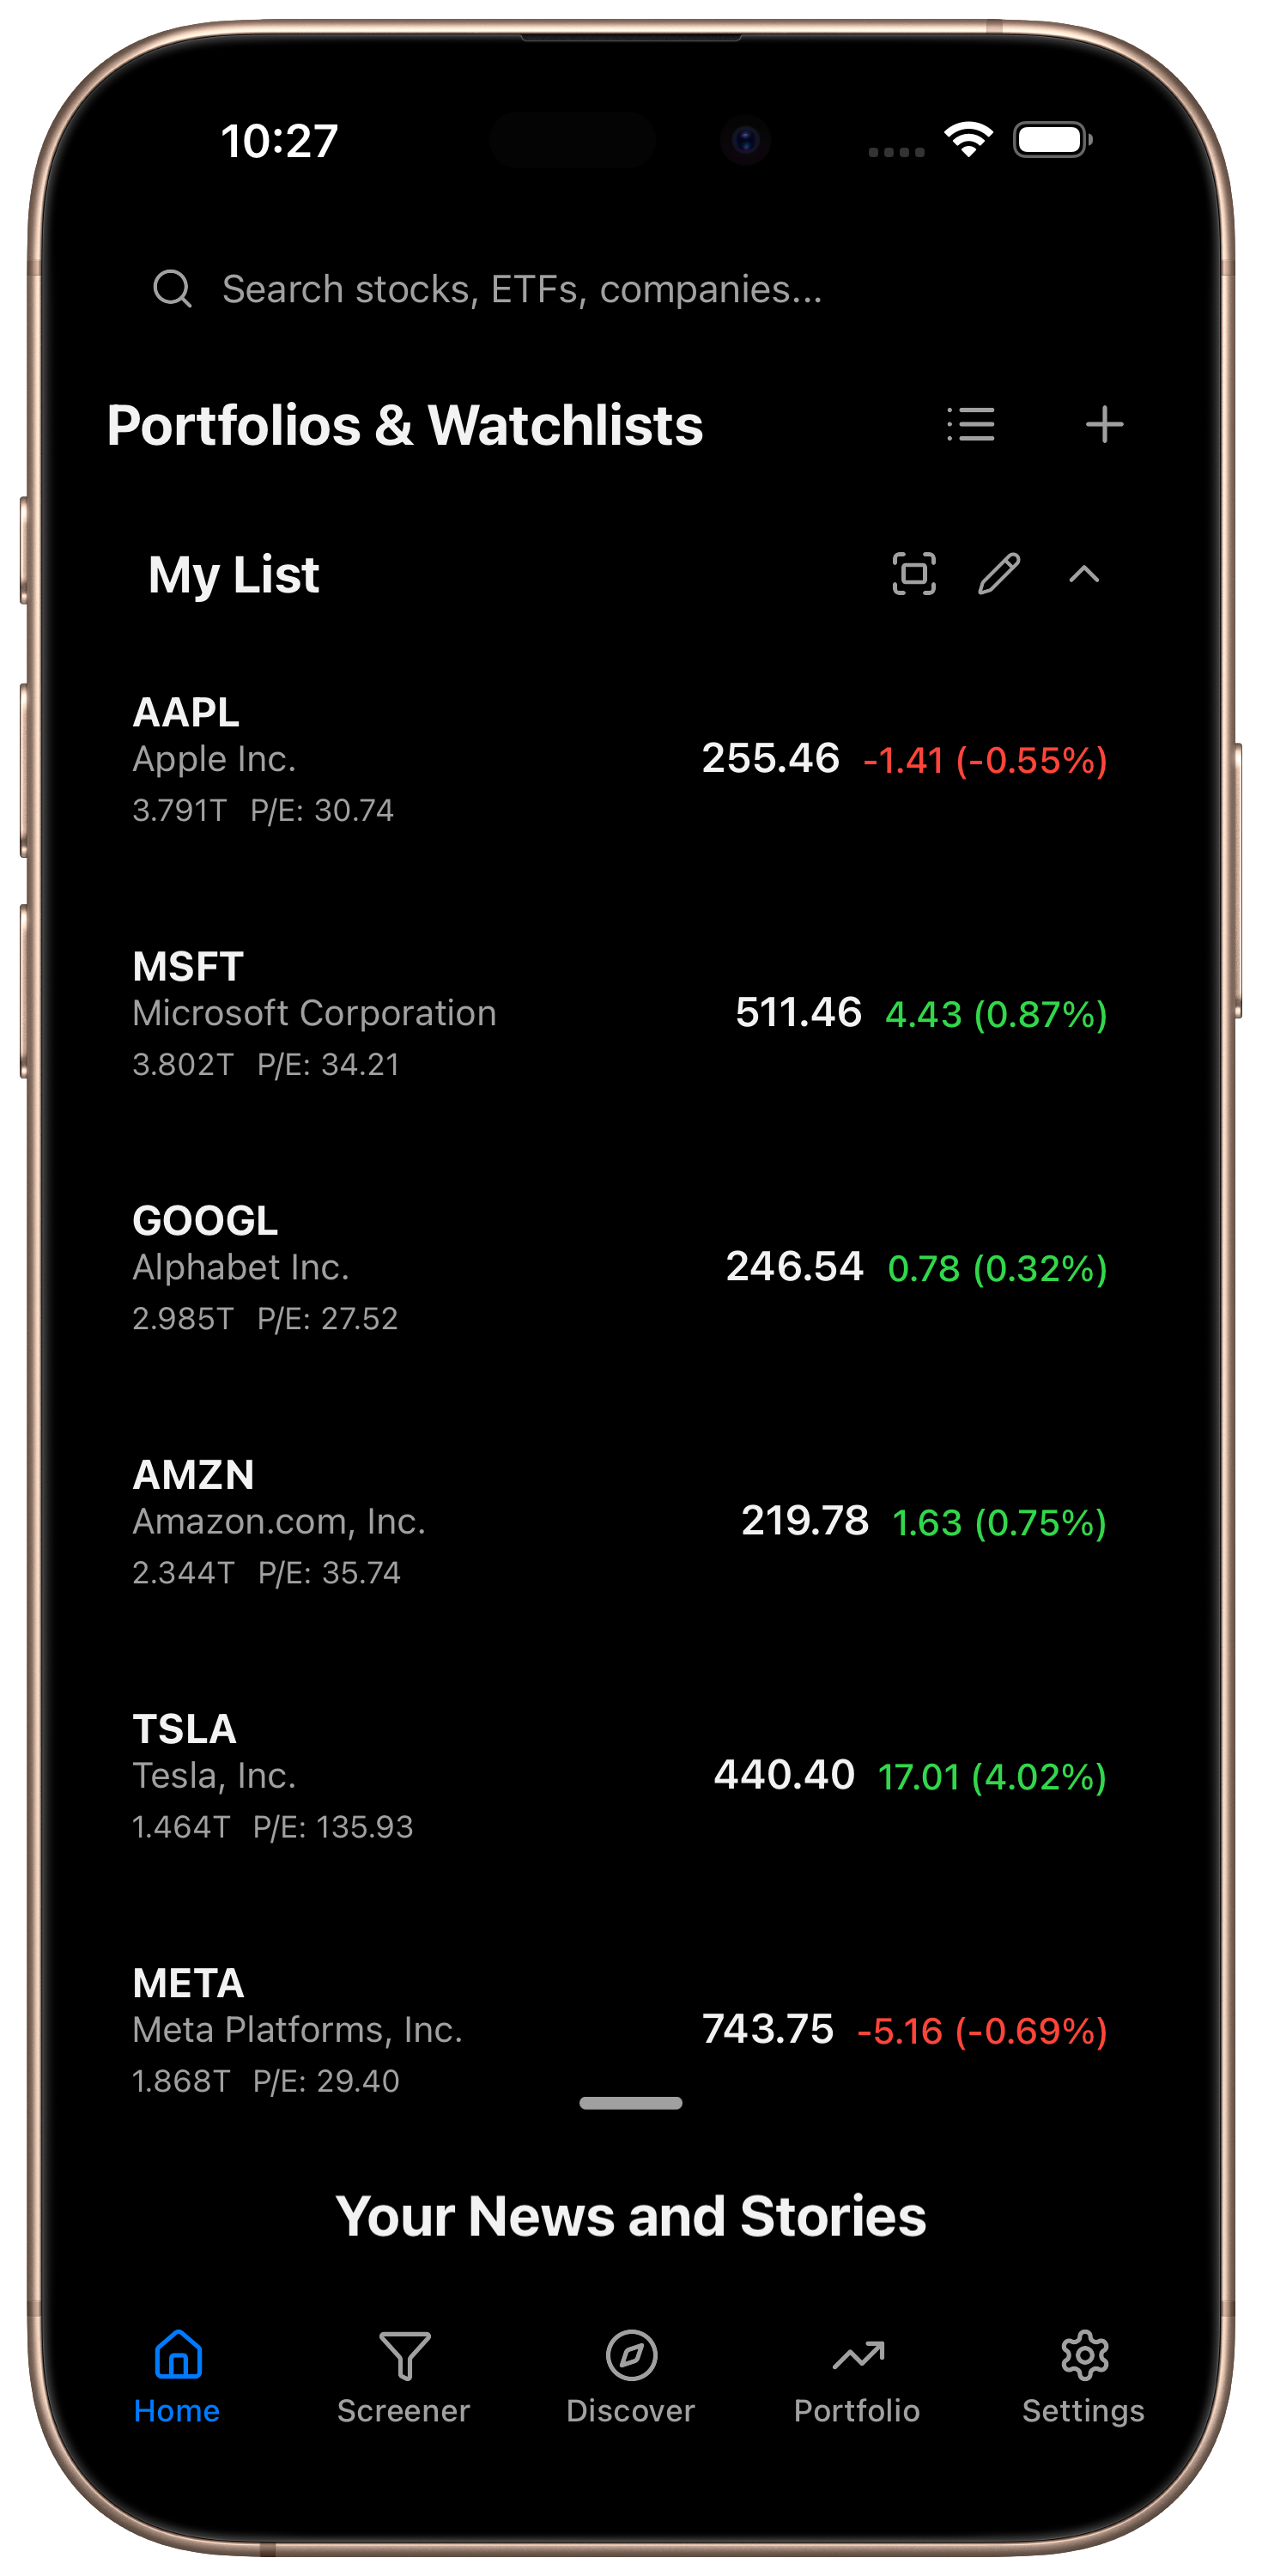 10:27
Search stocks, ETFs, companies...
Portfolios & Watchlists
My List
AAPL
Apple Inc.
255.46 -1.41 (-0.55%)
3.791T P/E: 30.74
MSFT
Microsoft Corporation
511.46 4.43 (0.87%)
3.802T P/E: 34.21
GOOGL
Alphabet Inc.
246.54 0.78 (0.32%)
2.985T P/E: 27.52
AMZN
Amazon.com, Inc.
219.78 1.63 (0.75%)
2.344T P/E: 35.74
TSLA
Tesla, Inc.
440.40 17.01 (4.02%)
1.464T P/E: 135.93
META
Meta Platforms, Inc.
743.75 -5.16 (-0.69%)
1.868T P/E: 29.40
Your News and Stories
Home Screener Discover Portfolio Settings